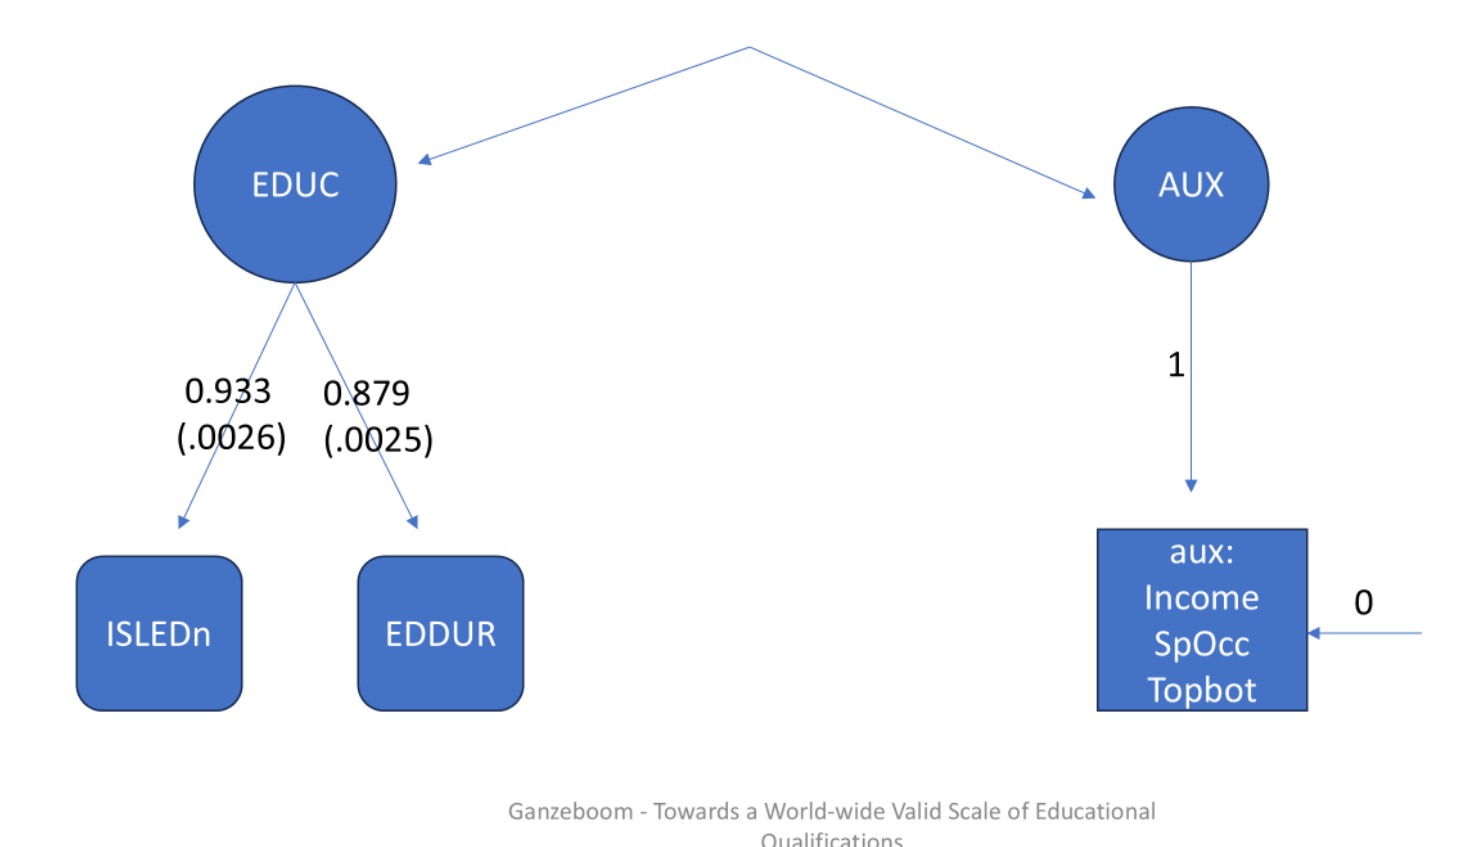 EDUC
AUX
0.933
(.0026)
0.879
(.0025)
1
ISLEDn
EDDUR
aux:
Income
SpOcc
Topbot
0
Ganzeboom - Towards a World-wide Valid Scale of Educational
Qualifications